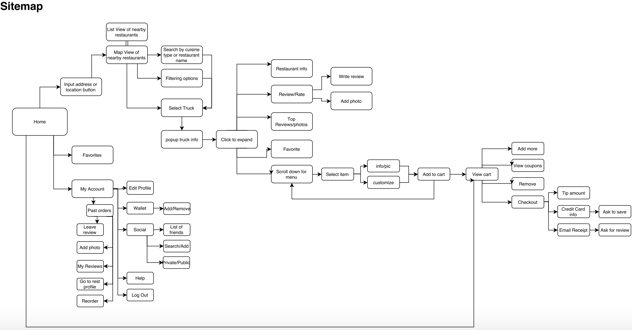 Sitemap
List View of nearby
restaurants
Map View of
nearby restaurants
Search by cuisine
type or restaurant
name
Filtering options
Input address or
location button
Select Truck
Home
popup truck info
Click to expand
Restaurant info
Review/Rate
Write review
Add photo
Top
Reviews/photos
Favorite
Scroll down for
menu
Select item
info/pic
customize
Add to cart
View cart
Add more
View coupons
Remove
Checkout
Tip amount
Credit Card
info
Ask to save
Email Receipt
Ask for review
Favorites
My Account
Edit Profile
Past orders
Wallet
Add/Remove
Leave
review
Social
List of
friends
Add photo
Search/Add
My Reviews
Private/Public
Go to rest
profile
Help
Reorder
Log Out